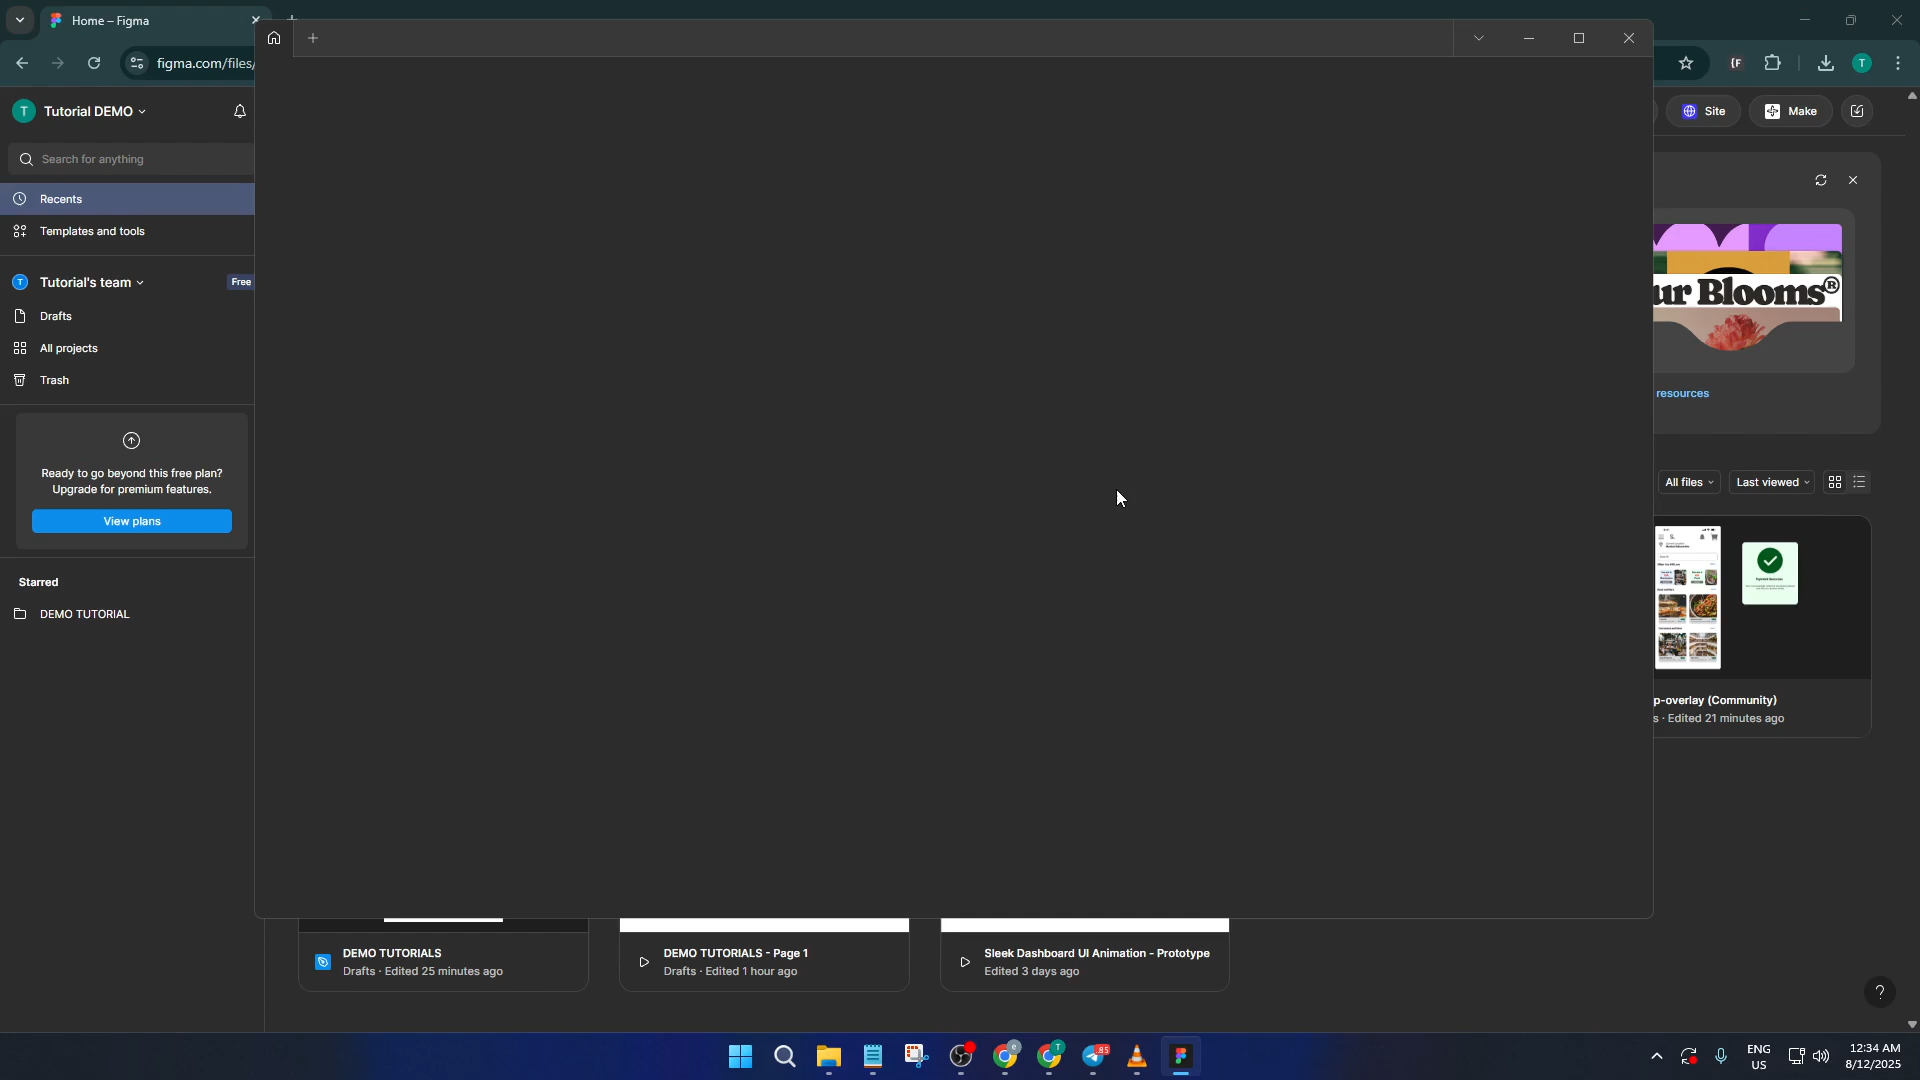 Home – Figma
figma.com/files/
Tutorial DEMO
Site
Make
Search for anything
Recents
Templates and tools
Tutorial's team
Free
Drafts
All projects
Trash
ur Blooms®
resources
Ready to go beyond this free plan?
Upgrade for premium features.
View plans
All files
Last viewed
Starred
DEMO TUTORIAL
p-overlay (Community)
s · Edited 21 minutes ago
DEMO TUTORIALS
Drafts · Edited 25 minutes ago
DEMO TUTORIALS - Page 1
Drafts · Edited 1 hour ago
Sleek Dashboard UI Animation - Prototype
Edited 3 days ago
?
85
ENG
US
12:34 AM
8/12/2025